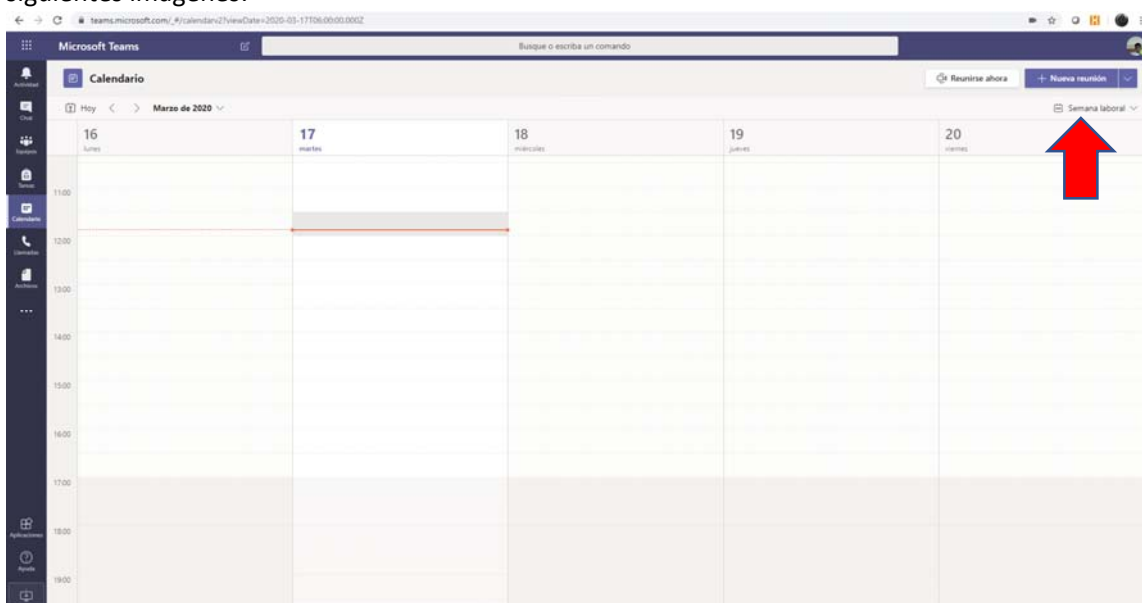 siguientes imágenes:
teams.microsoft.com/_#/calendarv2?viewDate=2020-03-17T06:00:00.000Z
Microsoft Teams
Busque o escriba un comando
Actividad
Calendario
Reunirse ahora
+ Nueva reunión
Chat
Hoy
Marzo de 2020
Semana laboral
16
17
18
19
20
lunes
martes
miércoles
jueves
viernes
Equipos
Tareas
11:00
Calendario
12:00
Llamadas
Archivos
13:00
14:00
15:00
16:00
17:00
Aplicaciones
18:00
Ayuda
19:00